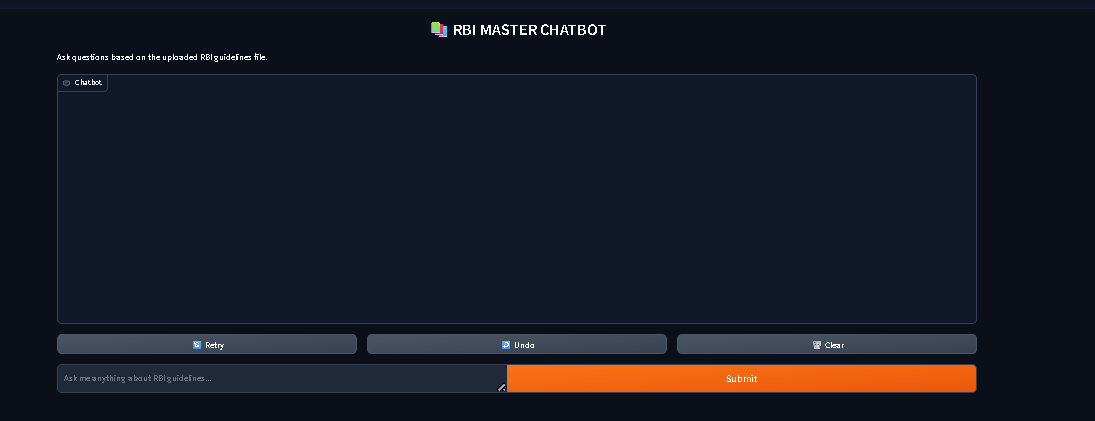 📚 RBI MASTER CHATBOT
Ask questions based on the uploaded RBI guidelines file.
Chatbot
Retry
Undo
Clear
Ask me anything about RBI guidelines...
Submit